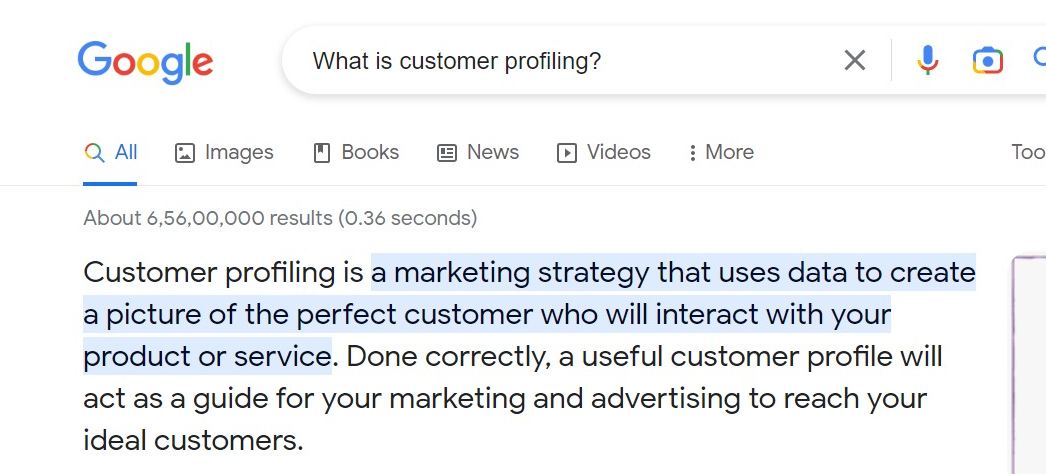 Google
What is customer profiling?
All Images Books News Videos More
About 6,56,00,000 results (0.36 seconds)
Customer profiling is a marketing strategy that uses data to create
a picture of the perfect customer who will interact with your
product or service. Done correctly, a useful customer profile will
act as a guide for your marketing and advertising to reach your
ideal customers.